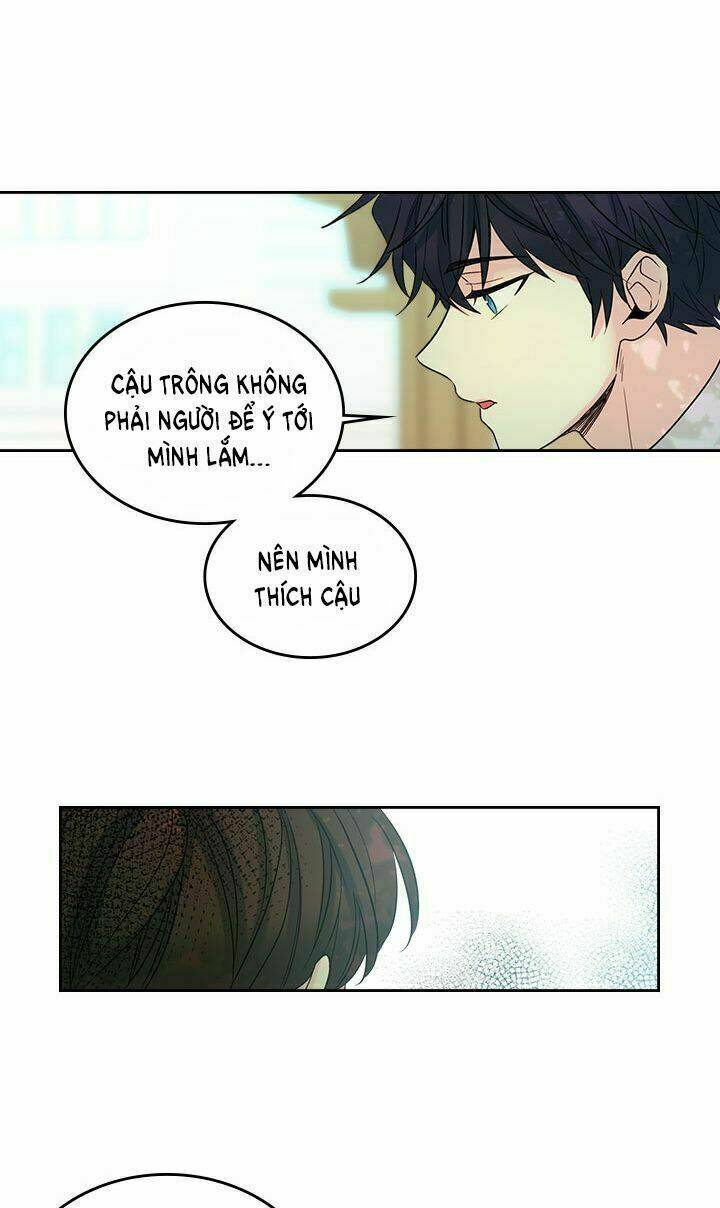 CẬU TRÔNG KHÔNG
PHẢI NGƯỜI ĐỂ Ý TỚI
MÌNH LẮM...
NÊN MÌNH
THÍCH CẬU